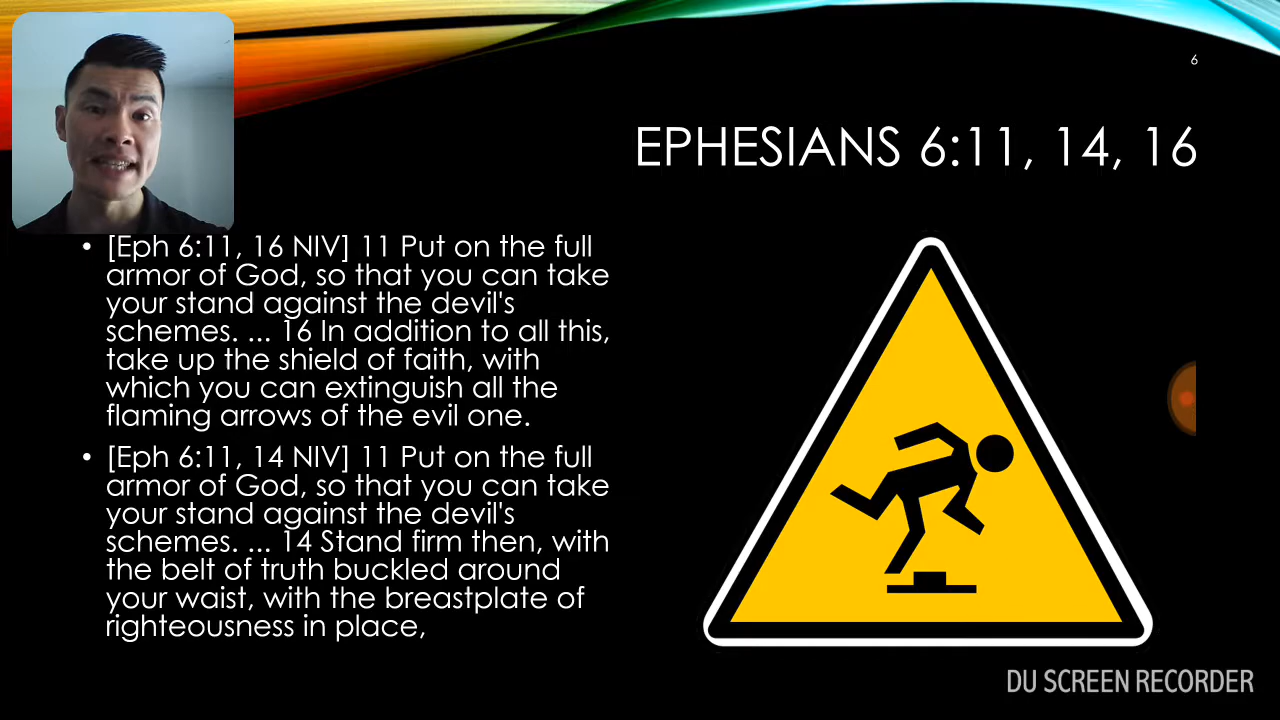 6
EPHESIANS 6:11, 14, 16
• [Eph 6:11, 16 NIV] 11 Put on the full
armor of God, so that you can take
your stand against the devil's
schemes. ... 16 In addition to all this,
take up the shield of faith, with
which you can extinguish all the
flaming arrows of the evil one.
• [Eph 6:11, 14 NIV] 11 Put on the full
armor of God, so that you can take
your stand against the devil's
schemes. ... 14 Stand firm then, with
the belt of truth buckled around
your waist, with the breastplate of
righteousness in place,
DU SCREEN RECORDER